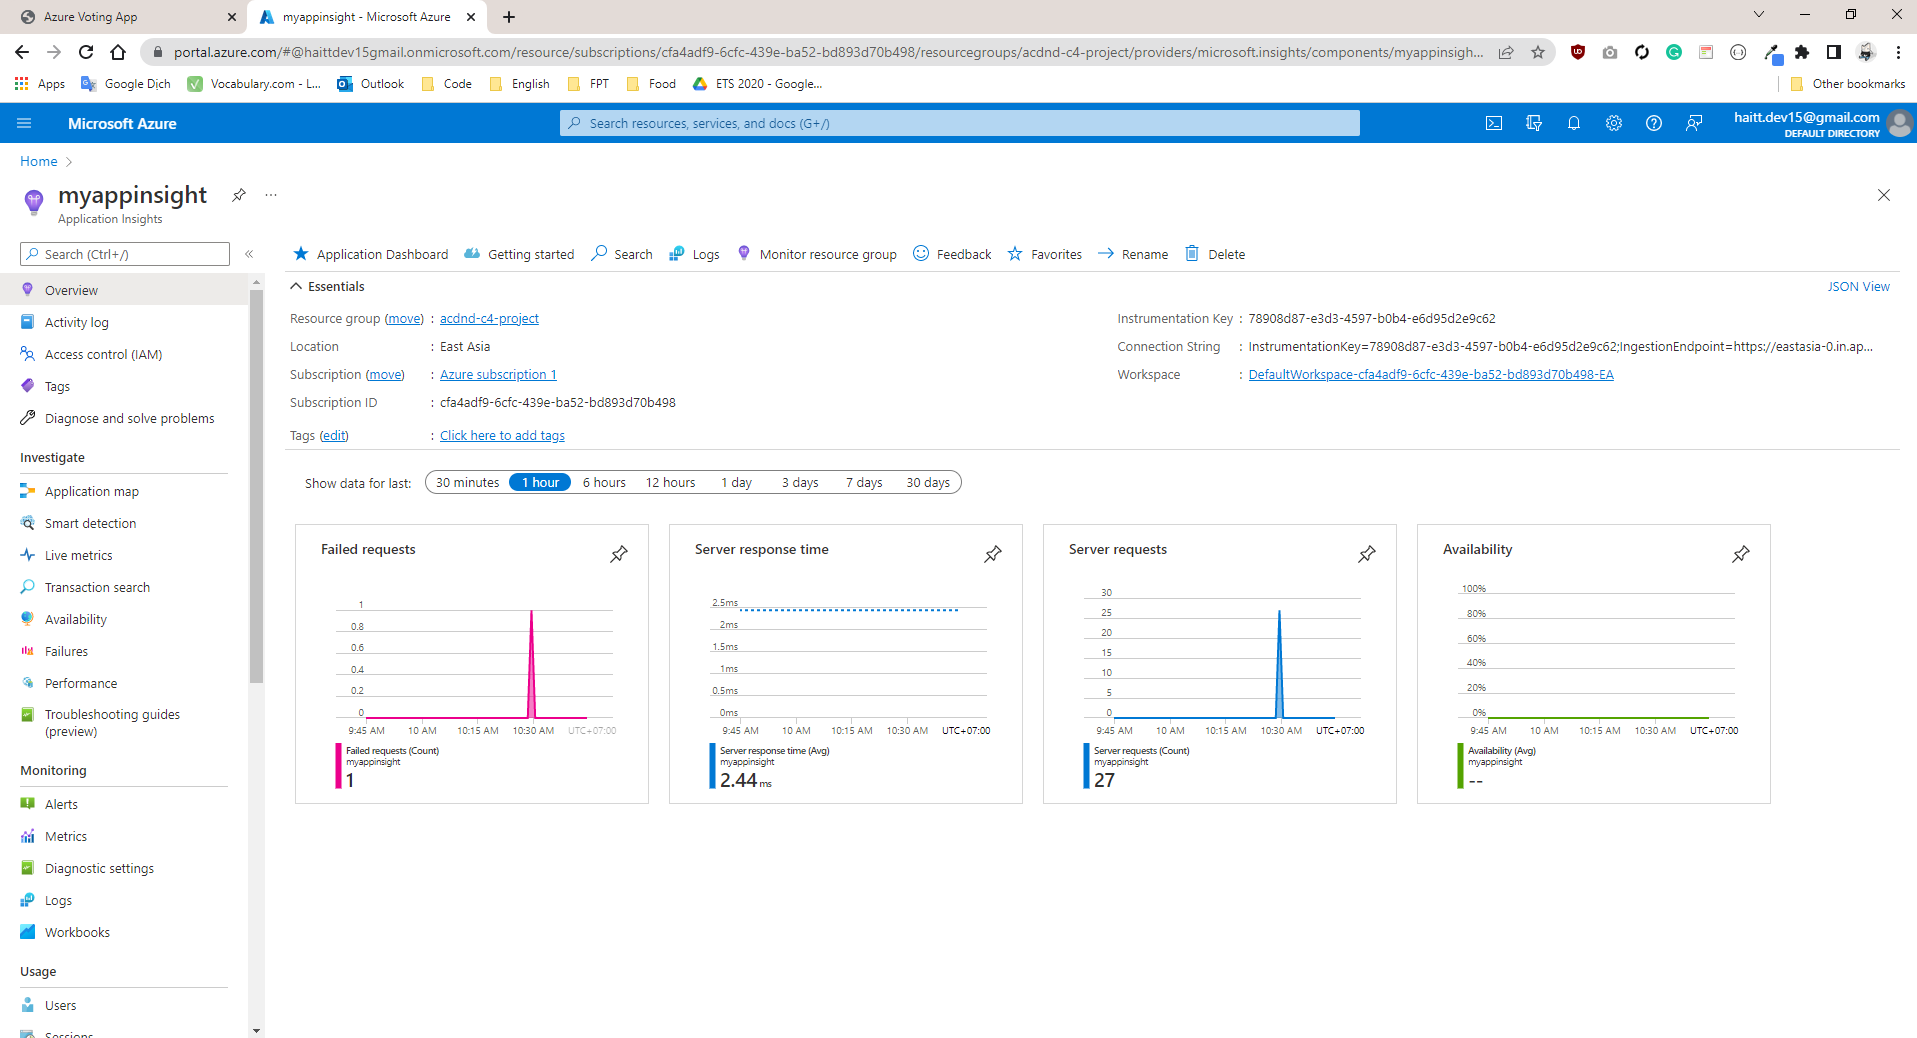 Azure Voting App
myappinsight - Microsoft Azure
portal.azure.com/#@haittdev15gmail.onmicrosoft.com/resource/subscriptions/cfa4adf9-6cfc-439e-ba52-bd893d70b498/resourcegroups/acdnd-c4-project/providers/microsoft.insights/components/myappinsigh...
Apps Google Dịch Vocabulary.com - L... Outlook Code English FPT Food ETS 2020 - Google... Other bookmarks
Microsoft Azure
Search resources, services, and docs (G+/)
haitt.dev15@gmail.com
DEFAULT DIRECTORY
Home
myappinsight
Application Insights
Search (Ctrl+/)
Overview
Activity log
Access control (IAM)
Tags
Diagnose and solve problems
Investigate
Application map
Smart detection
Live metrics
Transaction search
Availability
Failures
Performance
Troubleshooting guides
(preview)
Monitoring
Alerts
Metrics
Diagnostic settings
Logs
Workbooks
Usage
Users
Sessions
Application Dashboard Getting started Search Logs Monitor resource group Feedback Favorites Rename Delete
Essentials
JSON View
Resource group (move) : acdnd-c4-project
Location : East Asia
Subscription (move) : Azure subscription 1
Subscription ID : cfa4adf9-6cfc-439e-ba52-bd893d70b498
Tags (edit) : Click here to add tags
Instrumentation Key : 78908d87-e3d3-4597-b0b4-e6d95d2e9c62
Connection String : InstrumentationKey=78908d87-e3d3-4597-b0b4-e6d95d2e9c62;IngestionEndpoint=https://eastasia-0.in.ap...
Workspace : DefaultWorkspace-cfa4adf9-6cfc-439e-ba52-bd893d70b498-EA
Show data for last: 30 minutes 1 hour 6 hours 12 hours 1 day 3 days 7 days 30 days
Failed requests
1
0.8
0.6
0.4
0.2
0
9:45 AM 10 AM 10:15 AM 10:30 AM UTC+07:00
Failed requests (Count)
myappinsight
1
Server response time
2.5ms
2ms
1.5ms
1ms
0.5ms
0ms
9:45 AM 10 AM 10:15 AM 10:30 AM UTC+07:00
Server response time (Avg)
myappinsight
2.44 ms
Server requests
30
25
20
15
10
5
0
9:45 AM 10 AM 10:15 AM 10:30 AM UTC+07:00
Server requests (Count)
myappinsight
27
Availability
100%
80%
60%
40%
20%
0%
9:45 AM 10 AM 10:15 AM 10:30 AM UTC+07:00
Availability (Avg)
myappinsight
--